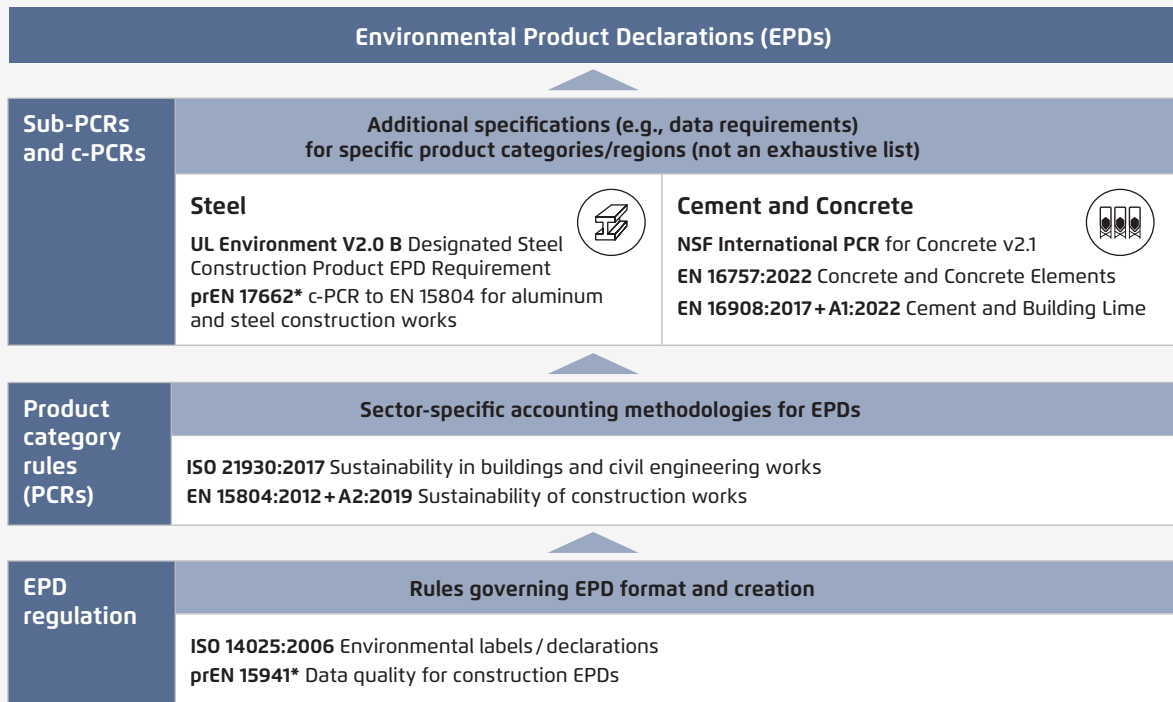 Environmental Product Declarations (EPDs)
Sub-PCRs
and c-PCRs
Additional specifications (e.g., data requirements)
for specific product categories/regions (not an exhaustive list)
Steel
UL Environment V2.0 B Designated Steel
Construction Product EPD Requirement
prEN 17662* c-PCR to EN 15804 for aluminum
and steel construction works
Cement and Concrete
NSF International PCR for Concrete v2.1
EN 16757:2022 Concrete and Concrete Elements
EN 16908:2017+A1:2022 Cement and Building Lime
Product
category
rules
(PCRs)
Sector-specific accounting methodologies for EPDs
ISO 21930:2017 Sustainability in buildings and civil engineering works
EN 15804:2012+A2:2019 Sustainability of construction works
EPD
regulation
Rules governing EPD format and creation
ISO 14025:2006 Environmental labels/declarations
prEN 15941* Data quality for construction EPDs